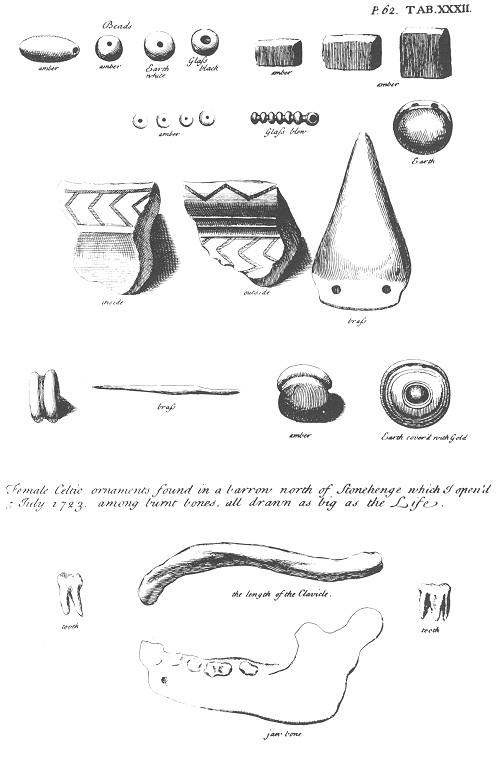 P. 62. TAB. XXXII.
Beads
amber
amber
Earth
white
Glaſs
black
amber
amber
amber
Glaſs blew
Earth
inside
outside
braſs
braſs
amber
Earth cover'd with Gold
Female Celtic ornaments found in a barrow north of Stonehenge which I open'd
5 July 1723. among burnt bones, all drawn as big as the Life.
the length of the Clavicle.
tooth
tooth
jaw bone